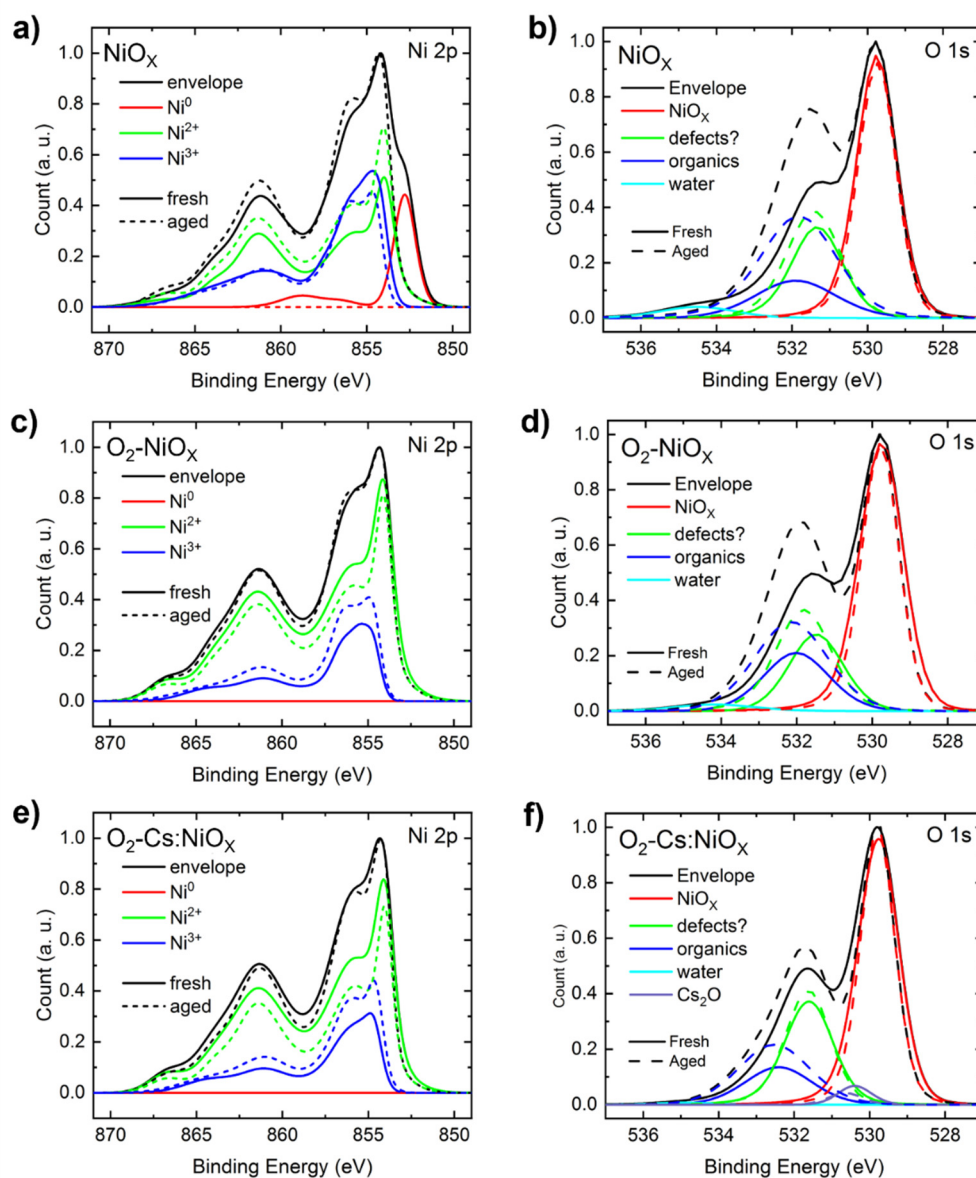 a)
NiOₓ
Ni 2p
envelope
Ni⁰
Ni²⁺
Ni³⁺
fresh
aged
1.0
0.8
0.6
0.4
0.2
0.0
Count (a. u.)
870 865 860 855 850
Binding Energy (eV)
b)
NiOₓ
O 1s
Envelope
NiOₓ
defects?
organics
water
Fresh
Aged
1.0
0.8
0.6
0.4
0.2
0.0
Count (a. u.)
536 534 532 530 528
Binding Energy (eV)
c)
O₂-NiOₓ
Ni 2p
envelope
Ni⁰
Ni²⁺
Ni³⁺
fresh
aged
1.0
0.8
0.6
0.4
0.2
0.0
Count (a. u.)
870 865 860 855 850
Binding Energy (eV)
d)
O₂-NiOₓ
O 1s
Envelope
NiOₓ
defects?
organics
water
Fresh
Aged
1.0
0.8
0.6
0.4
0.2
0.0
Count (a. u.)
536 534 532 530 528
Binding Energy (eV)
e)
O₂-Cs:NiOₓ
Ni 2p
envelope
Ni⁰
Ni²⁺
Ni³⁺
fresh
aged
1.0
0.8
0.6
0.4
0.2
0.0
Count (a. u.)
870 865 860 855 850
Binding Energy (eV)
f)
O₂-Cs:NiOₓ
O 1s
Envelope
NiOₓ
defects?
organics
water
Cs₂O
Fresh
Aged
1.0
0.8
0.6
0.4
0.2
0.0
Count (a. u.)
536 534 532 530 528
Binding Energy (eV)